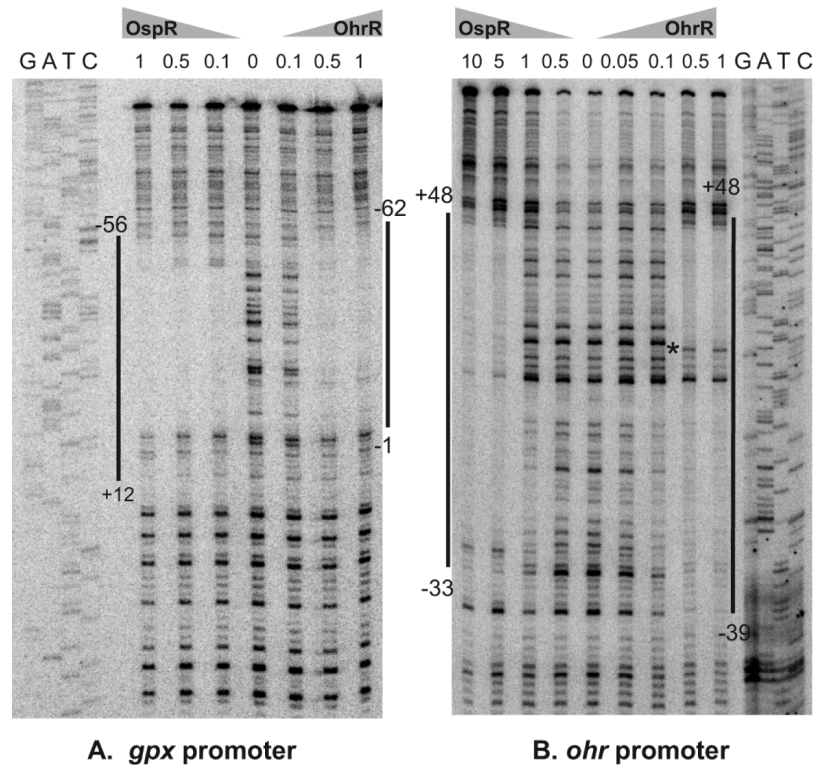 OspR OhrR
G A T C 1 0.5 0.1 0 0.1 0.5 1
-56
-62
-1
+12
A. gpx promoter
OspR OhrR
10 5 1 0.5 0 0.05 0.1 0.5 1 G A T C
+48
+48
*
-33
-39
B. ohr promoter